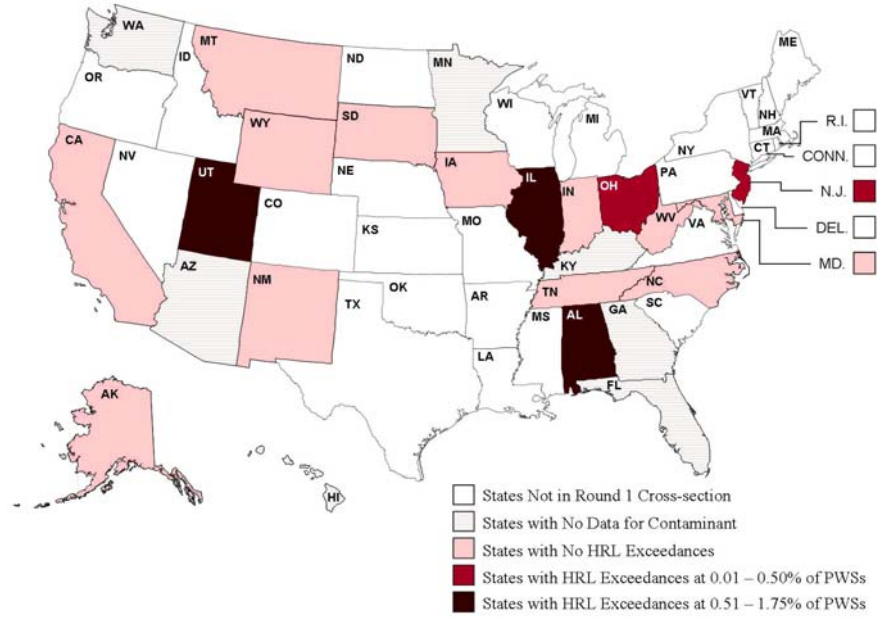 WA
ME
MT
ID
ND
MN
OR
VT
WI
NH
SD
MI
MA
R.I.
WY
CT
NY
CONN.
CA
IA
NV
NE
PA
UT
IL
IN
OH
N.J.
CO
MO
WV
VA
DEL.
KS
AZ
KY
MD.
NM
NC
TN
OK
TX
AR
SC
MS
AL
GA
LA
FL
AK
HI
States Not in Round 1 Cross-section
States with No Data for Contaminant
States with No HRL Exceedances
States with HRL Exceedances at 0.01 – 0.50% of PWSs
States with HRL Exceedances at 0.51 – 1.75% of PWSs